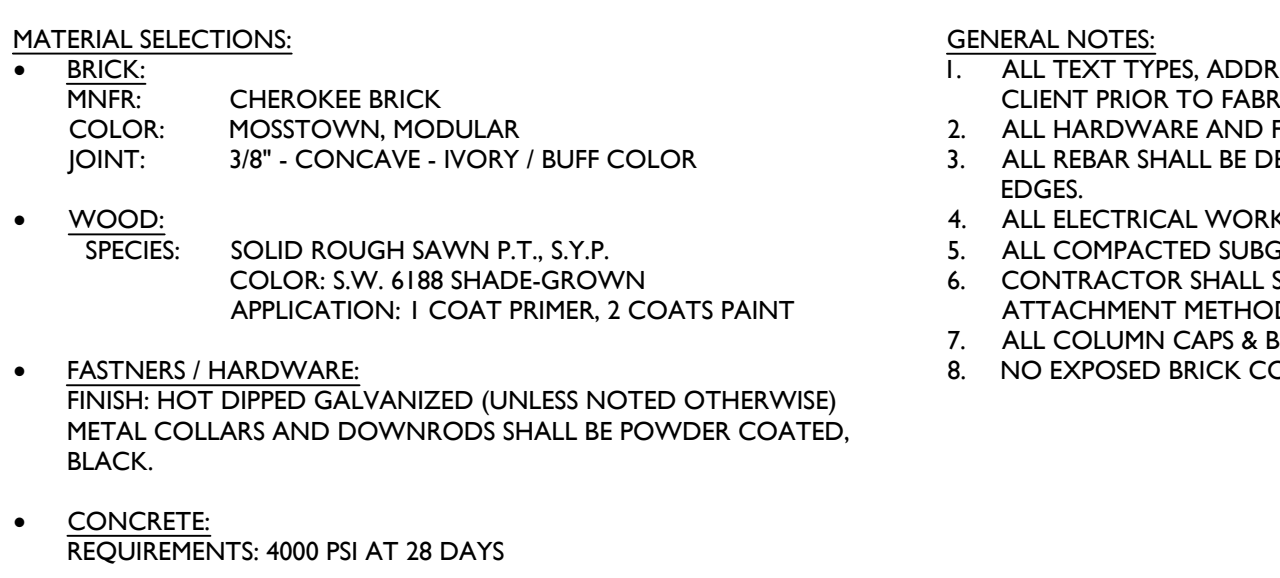 MATERIAL SELECTIONS:
• BRICK:
MNFR: CHEROKEE BRICK
COLOR: MOSSTOWN, MODULAR
JOINT: 3/8" - CONCAVE - IVORY / BUFF COLOR
• WOOD:
SPECIES: SOLID ROUGH SAWN P.T., S.Y.P.
COLOR: S.W. 6188 SHADE-GROWN
APPLICATION: 1 COAT PRIMER, 2 COATS PAINT
• FASTNERS / HARDWARE:
FINISH: HOT DIPPED GALVANIZED (UNLESS NOTED OTHERWISE)
METAL COLLARS AND DOWNRODS SHALL BE POWDER COATED,
BLACK.
• CONCRETE:
REQUIREMENTS: 4000 PSI AT 28 DAYS
GENERAL NOTES:
1. ALL TEXT TYPES,
CLIENT PRIOR TO
2. ALL HARDWARE AND
3. ALL REBAR SHALL BE
EDGES.
4. ALL ELECTRICAL
5. ALL COMPACTED
6. CONTRACTOR SHALL
ATTACHMENT
7. ALL COLUMN CAPS &
8. NO EXPOSED BRICK